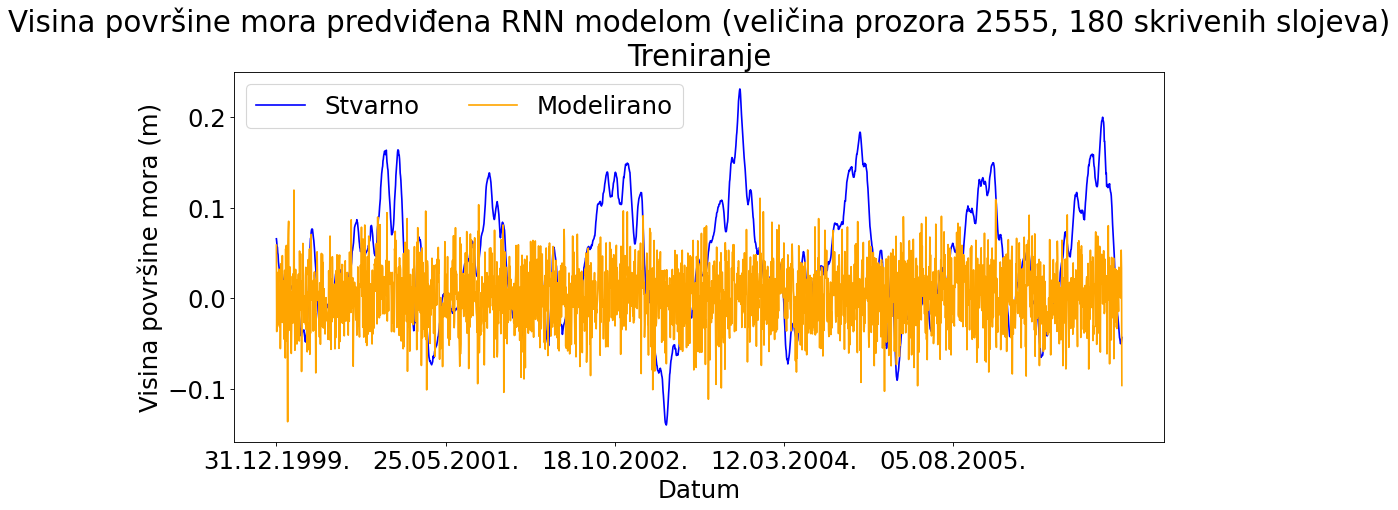 Visina površine mora predviđena RNN modelom (veličina prozora 2555, 180 skrivenih slojeva)
Treniranje
Stvarno Modelirano
Visina površine mora (m)
0.2
0.1
0.0
−0.1
31.12.1999. 25.05.2001. 18.10.2002. 12.03.2004. 05.08.2005.
Datum